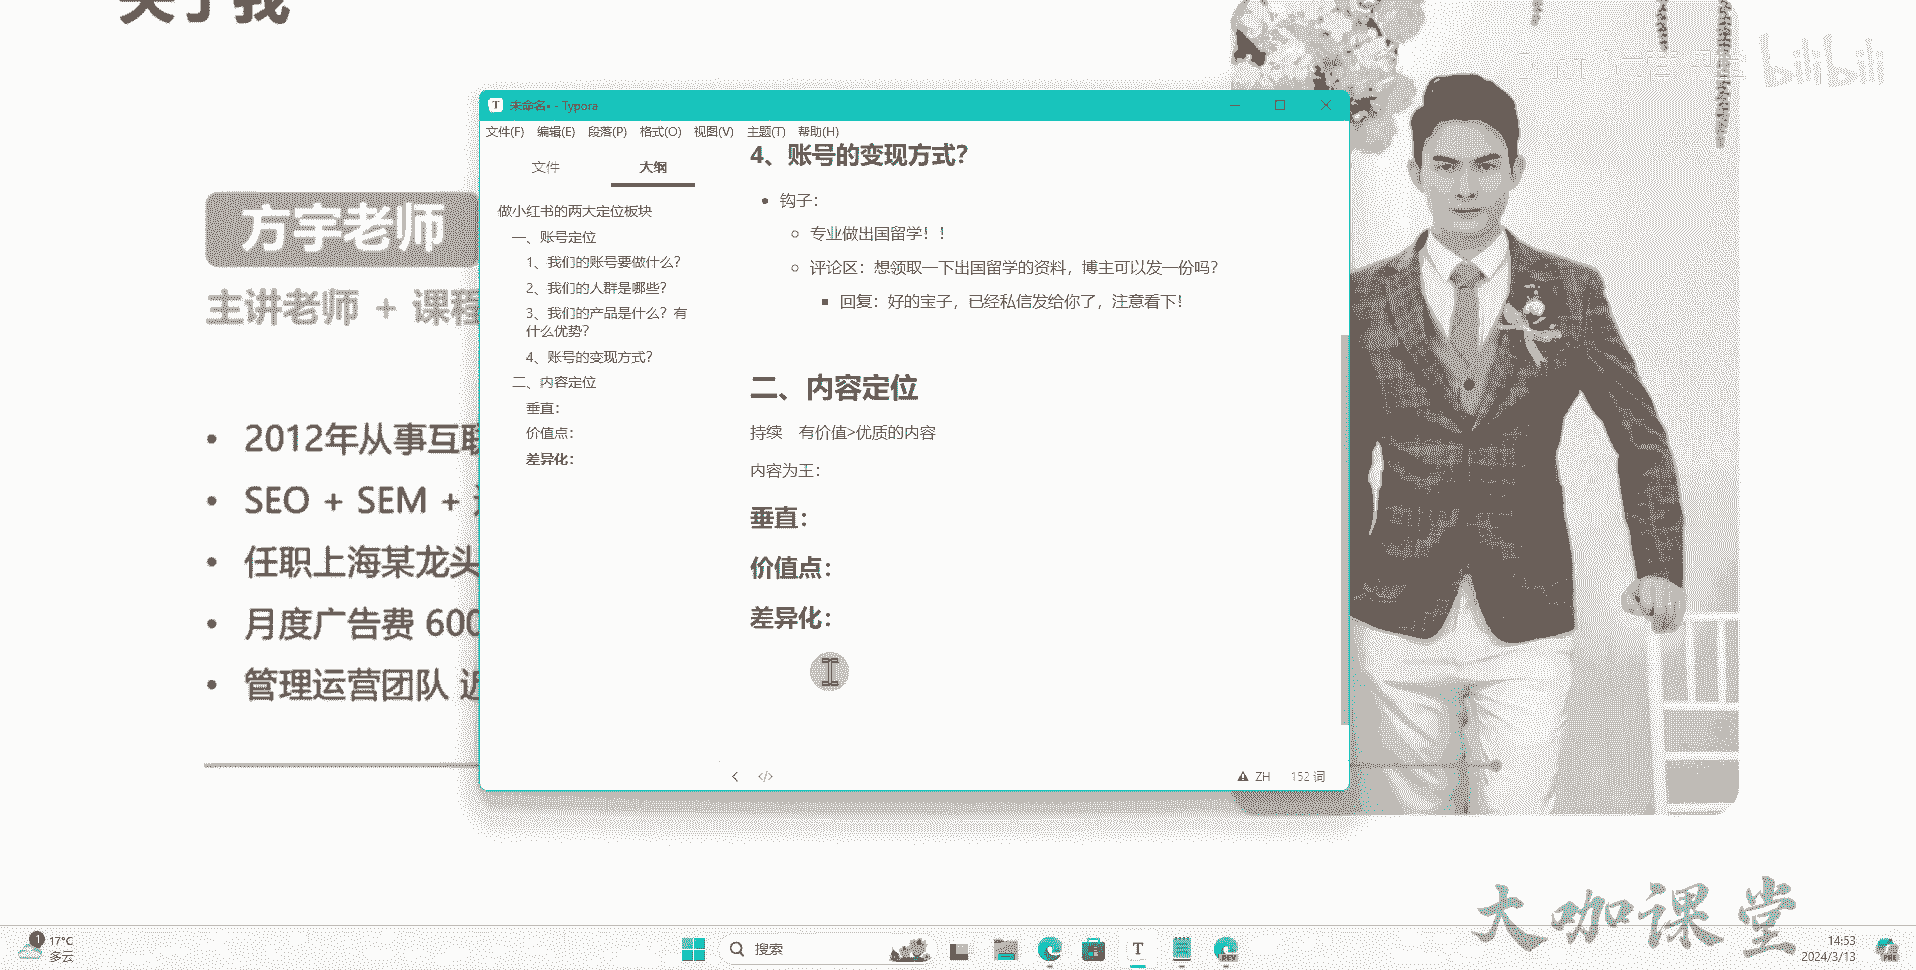 关于我
bilibili
方宇老师
主讲老师 + 课程
2012年从事互联
SEO + SEM +
任职上海某龙头
月度广告费 600
管理运营团队 近
未命名• - Typora
文件(F) 编辑(E) 段落(P) 格式(O) 视图(V) 主题(T) 帮助(H)
文件 大纲
做小红书的两大定位板块
一、账号定位
1、我们的账号要做什么？
2、我们的人群是哪些？
3、我们的产品是什么？有
什么优势？
4、账号的变现方式？
二、内容定位
垂直：
价值点：
差异化：
4、账号的变现方式？
钩子：
专业做出国留学！！
评论区：想领取一下出国留学的资料，博主可以发一份吗？
回复：好的宝子，已经私信发给你了，注意看下！
二、内容定位
持续 有价值>优质的内容
内容为王：
垂直：
价值点：
差异化：
ZH 152 词
大咖课堂
1
17°C
多云
搜索
T
DEV
14:53
2024/3/13
PRE